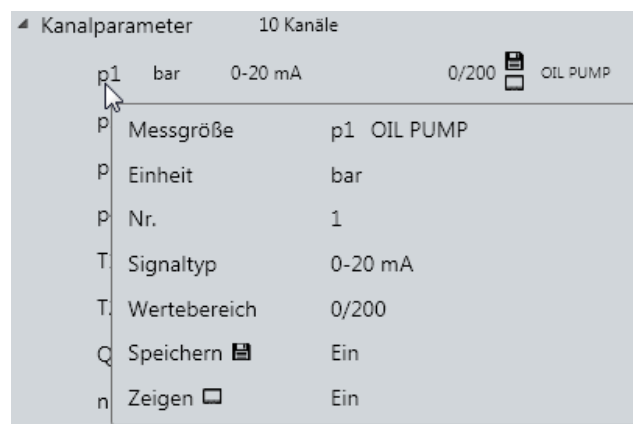 Kanalparameter 10 Kanäle
p1 bar 0-20 mA 0/200 OIL PUMP
p Messgröße p1 OIL PUMP
p Einheit bar
p Nr. 1
T Signaltyp 0-20 mA
T Wertebereich 0/200
Q Speichern Ein
n Zeigen Ein